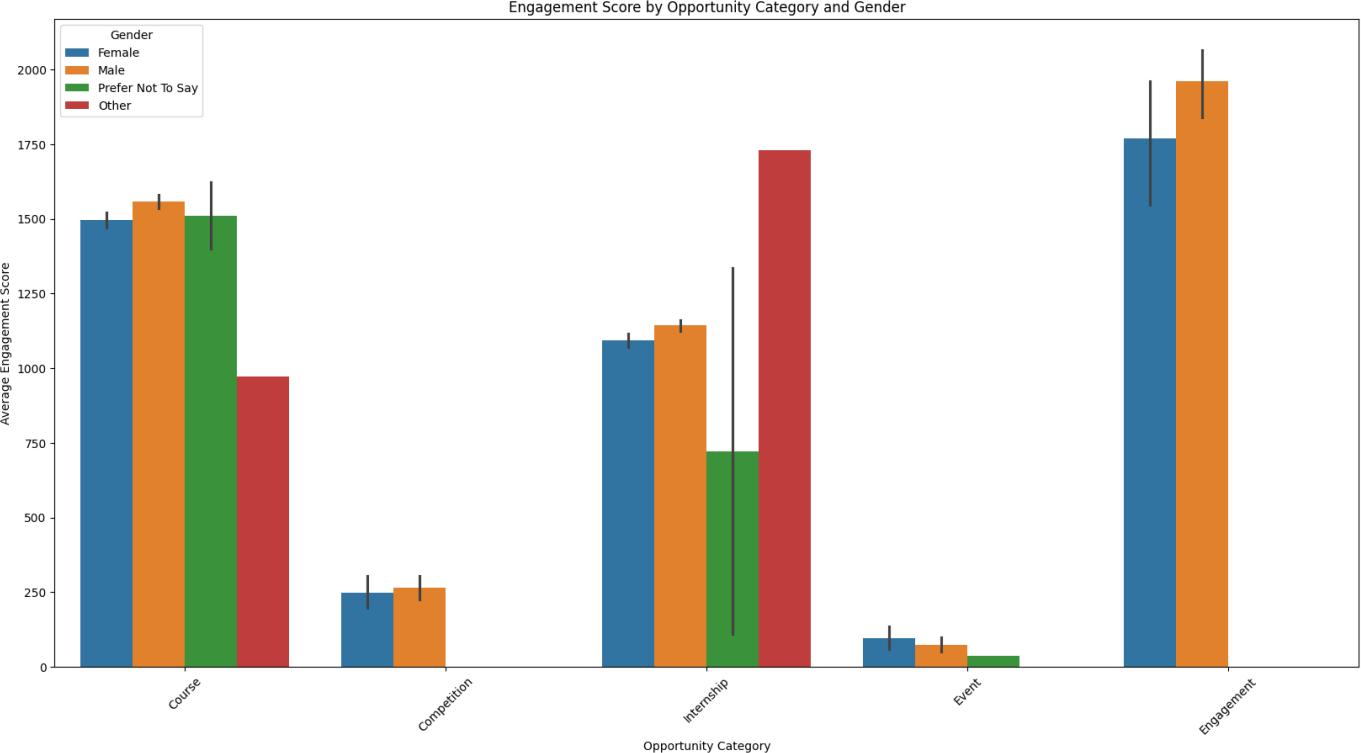 Engagement Score by Opportunity Category and Gender
Gender
Female
Male
Prefer Not To Say
Other
Average Engagement Score
2000
1750
1500
1250
1000
750
500
250
0
Course
Competition
Internship
Event
Engagement
Opportunity Category